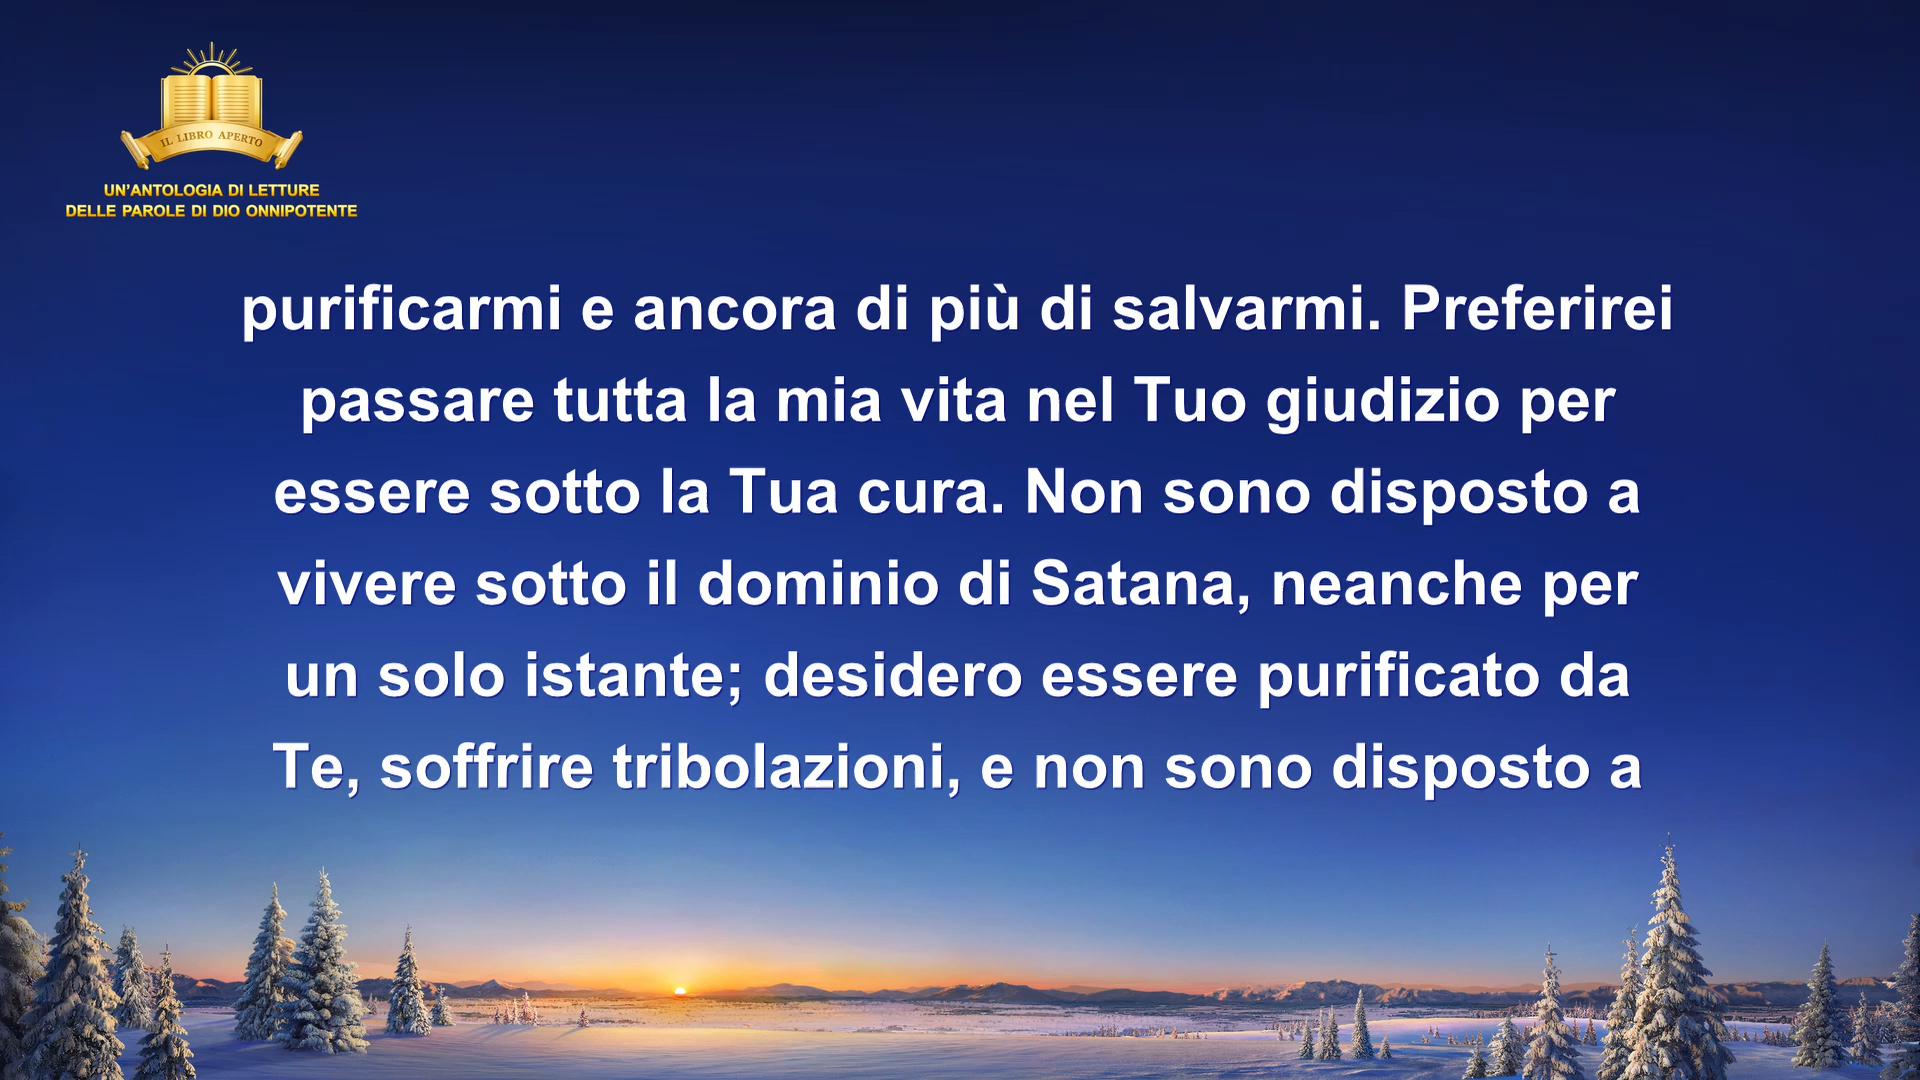 IL LIBRO APERTO
UN'ANTOLOGIA DI LETTURE
DELLE PAROLE DI DIO ONNIPOTENTE
purificarmi e ancora di più di salvarmi. Preferirei
passare tutta la mia vita nel Tuo giudizio per
essere sotto la Tua cura. Non sono disposto a
vivere sotto il dominio di Satana, neanche per
un solo istante; desidero essere purificato da
Te, soffrire tribolazioni, e non sono disposto a